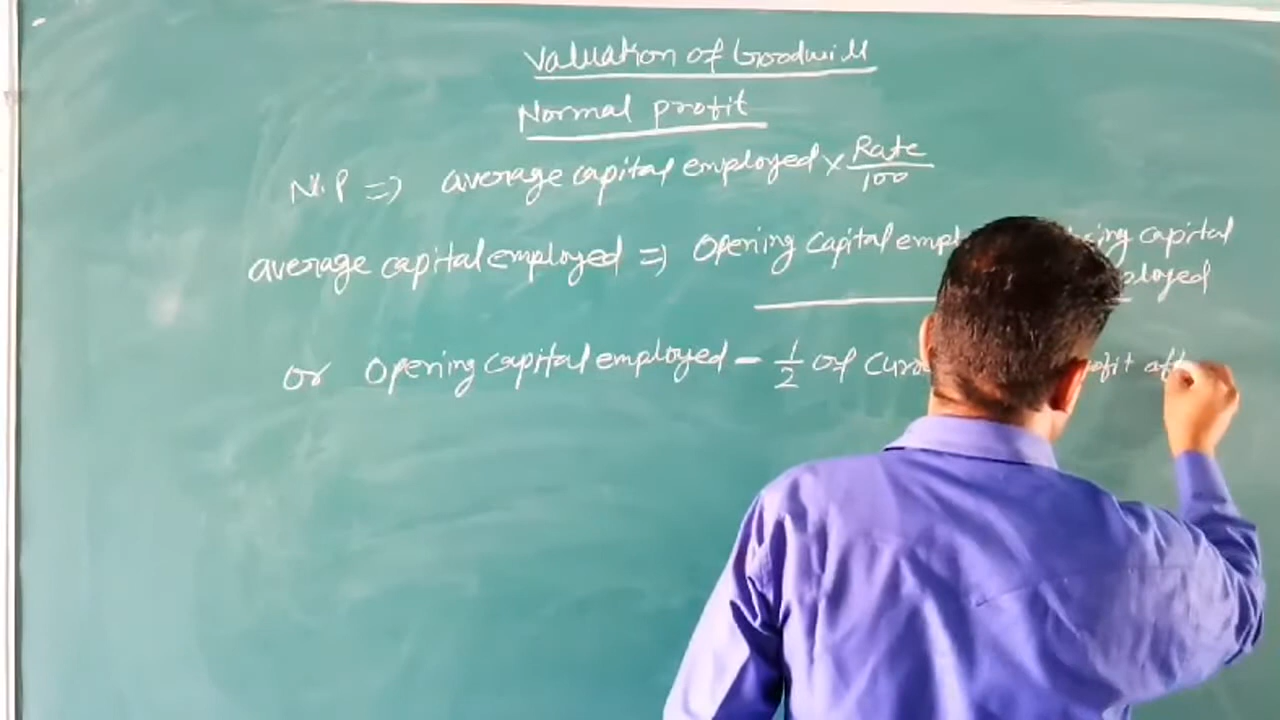 Valuation of Goodwill
Normal profit
N.P => average capital employed × Rate/100
average capital employed => Opening Capital capital
or Opening capital employed - 1/2 of